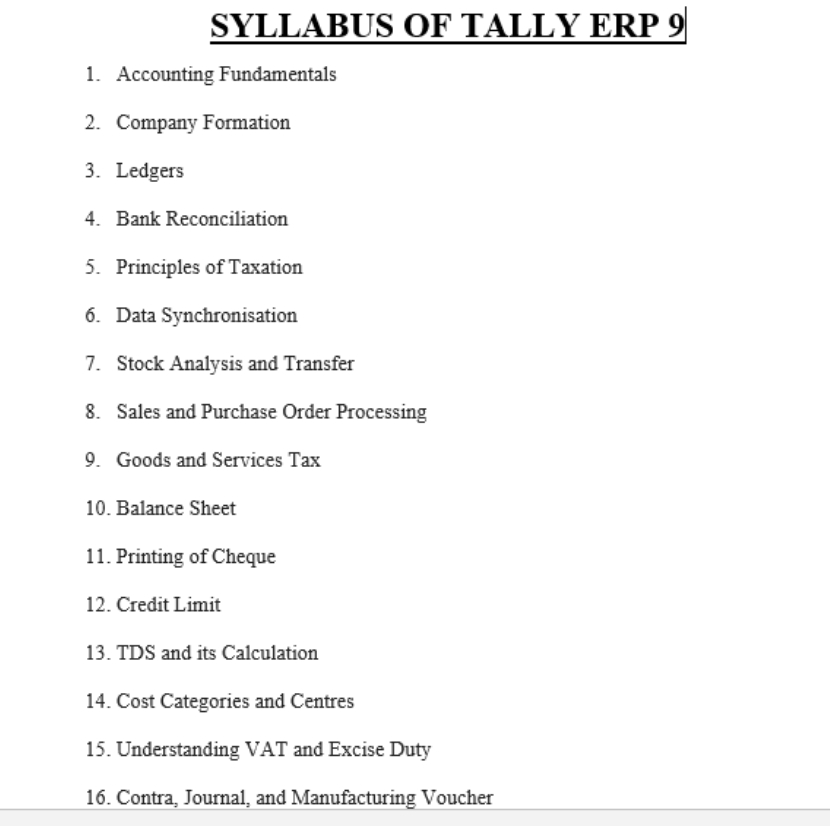 SYLLABUS OF TALLY ERP 9
1. Accounting Fundamentals
2. Company Formation
3. Ledgers
4. Bank Reconciliation
5. Principles of Taxation
6. Data Synchronisation
7. Stock Analysis and Transfer
8. Sales and Purchase Order Processing
9. Goods and Services Tax
10. Balance Sheet
11. Printing of Cheque
12. Credit Limit
13. TDS and its Calculation
14. Cost Categories and Centres
15. Understanding VAT and Excise Duty
16. Contra, Journal, and Manufacturing Voucher